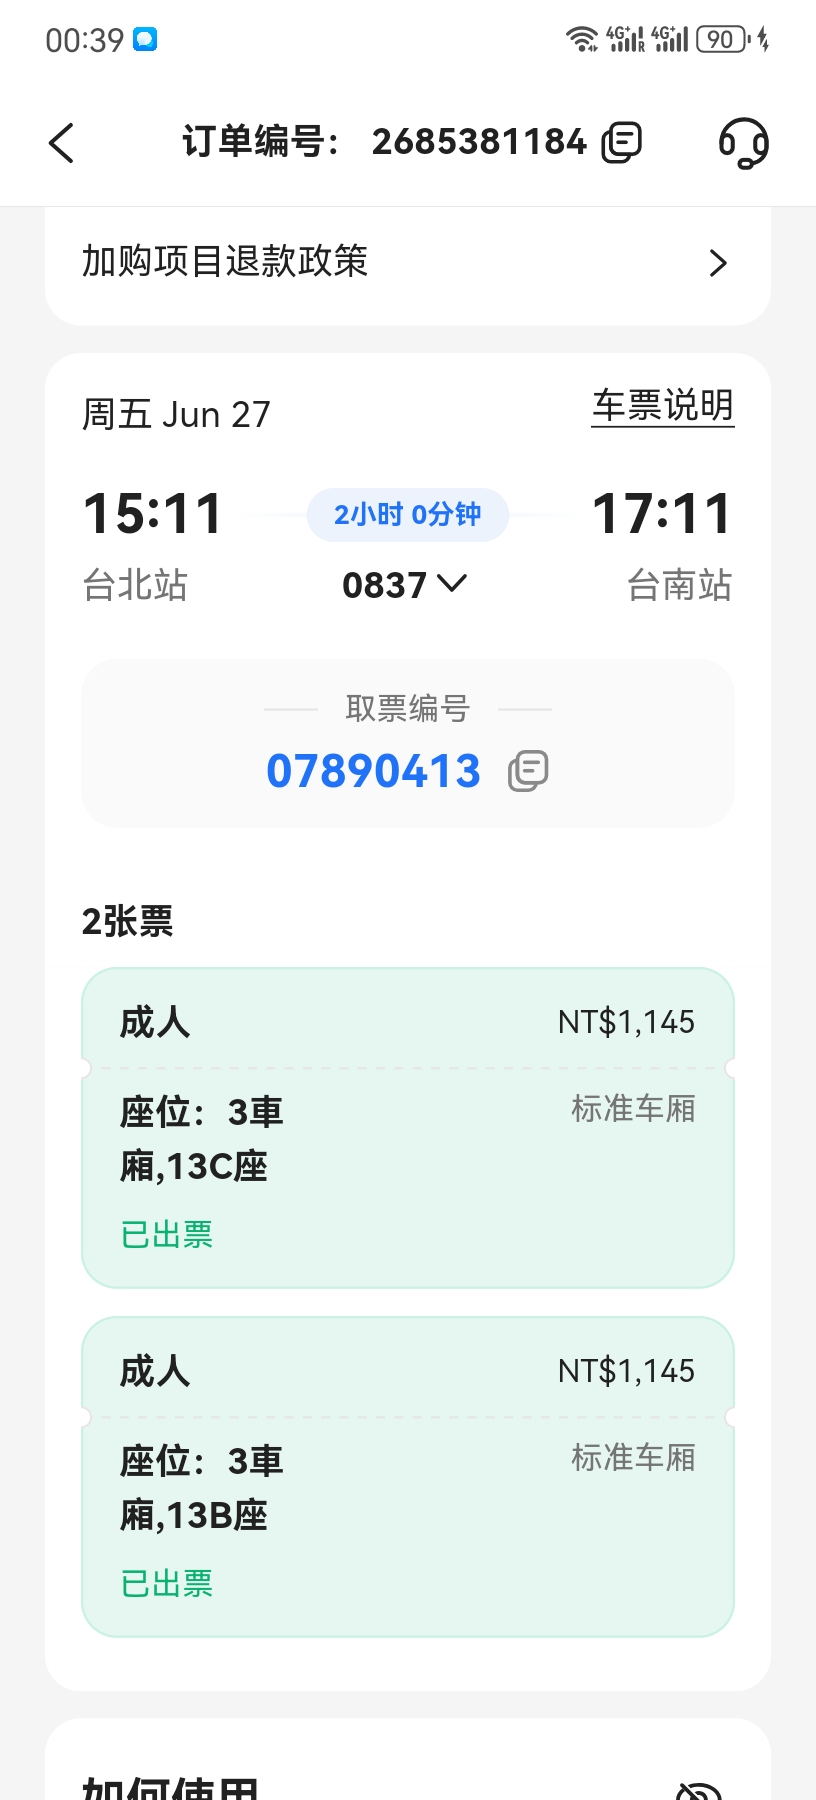 00:39
4G+ R 4G+ 90
订单编号： 2685381184
加购项目退款政策
周五 Jun 27
车票说明
15:11
2小时 0分钟
17:11
台北站
0837
台南站
取票编号
07890413
2张票
成人
NT$1,145
座位：3車
厢,13C座
标准车厢
已出票
成人
NT$1,145
座位：3車
厢,13B座
标准车厢
已出票
如何使用